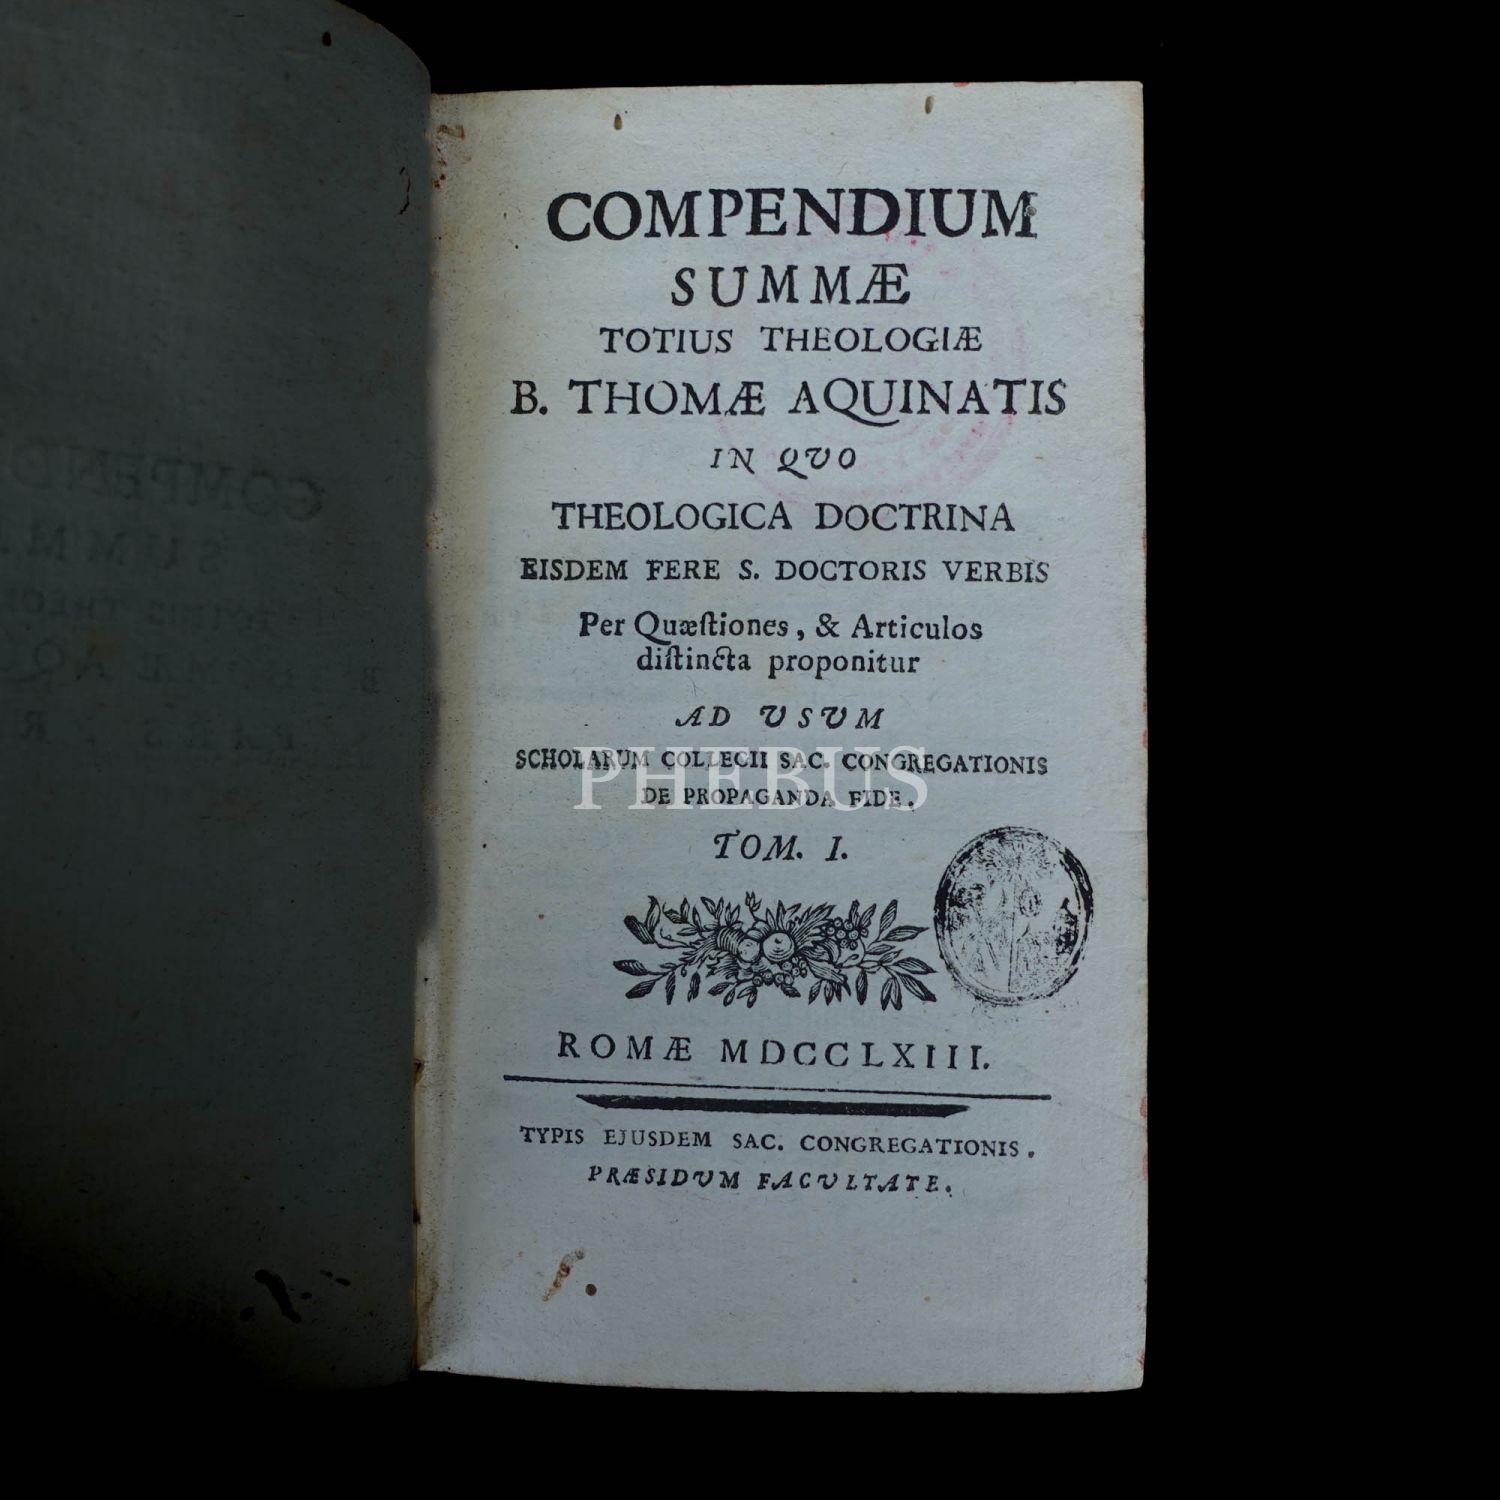 COMPENDIUM
SUMMÆ
TOTIUS THEOLOGIÆ
B. THOMÆ AQUINATIS
IN QVO
THEOLOGICA DOCTRINA
EISDEM FERE S. DOCTORIS VERBIS
Per Quæſtiones, & Articulos
diſtincta proponitur
AD USUM
SCHOLARUM COLLEGII SAC. CONGREGATIONIS
PHEBUS
DE PROPAGANDA FIDE.
TOM. I.
ROMÆ MDCCLXIII.
TYPIS EJUSDEM SAC. CONGREGATIONIS.
PRÆSIDUM FACULTATE.